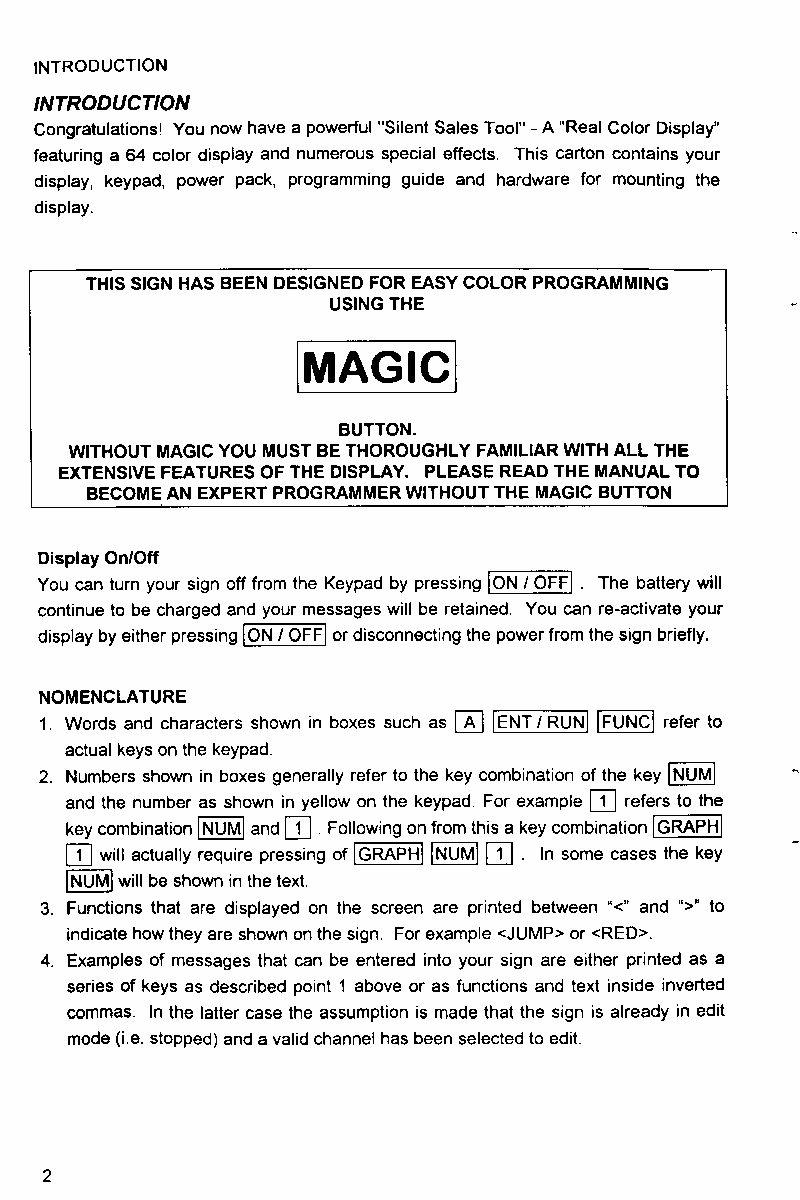 INTRODUCTION
INTRODUCTION
Congratulations! You now have a powerful "Silent Sales Tool" - A "Real Color Display"
featuring a 64 color display and numerous special effects. This carton contains your
display, keypad, power pack, programming guide and hardware for mounting the
display.
THIS SIGN HAS BEEN DESIGNED FOR EASY COLOR PROGRAMMING
USING THE
MAGIC
BUTTON.
WITHOUT MAGIC YOU MUST BE THOROUGHLY FAMILIAR WITH ALL THE
EXTENSIVE FEATURES OF THE DISPLAY. PLEASE READ THE MANUAL TO
BECOME AN EXPERT PROGRAMMER WITHOUT THE MAGIC BUTTON
Display On/Off
You can turn your sign off from the Keypad by pressing ON / OFF . The battery will
continue to be charged and your messages will be retained. You can re-activate your
display by either pressing ON / OFF or disconnecting the power from the sign briefly.
NOMENCLATURE
1. Words and characters shown in boxes such as A ENT / RUN FUNC refer to
actual keys on the keypad.
2. Numbers shown in boxes generally refer to the key combination of the key NUM
and the number as shown in yellow on the keypad. For example 1 refers to the
key combination NUM and 1 . Following on from this a key combination GRAPH
1 will actually require pressing of GRAPH NUM 1 . In some cases the key
NUM will be shown in the text.
3. Functions that are displayed on the screen are printed between "<" and ">" to
indicate how they are shown on the sign. For example <JUMP> or <RED>.
4. Examples of messages that can be entered into your sign are either printed as a
series of keys as described point 1 above or as functions and text inside inverted
commas. In the latter case the assumption is made that the sign is already in edit
mode (i.e. stopped) and a valid channel has been selected to edit.
2